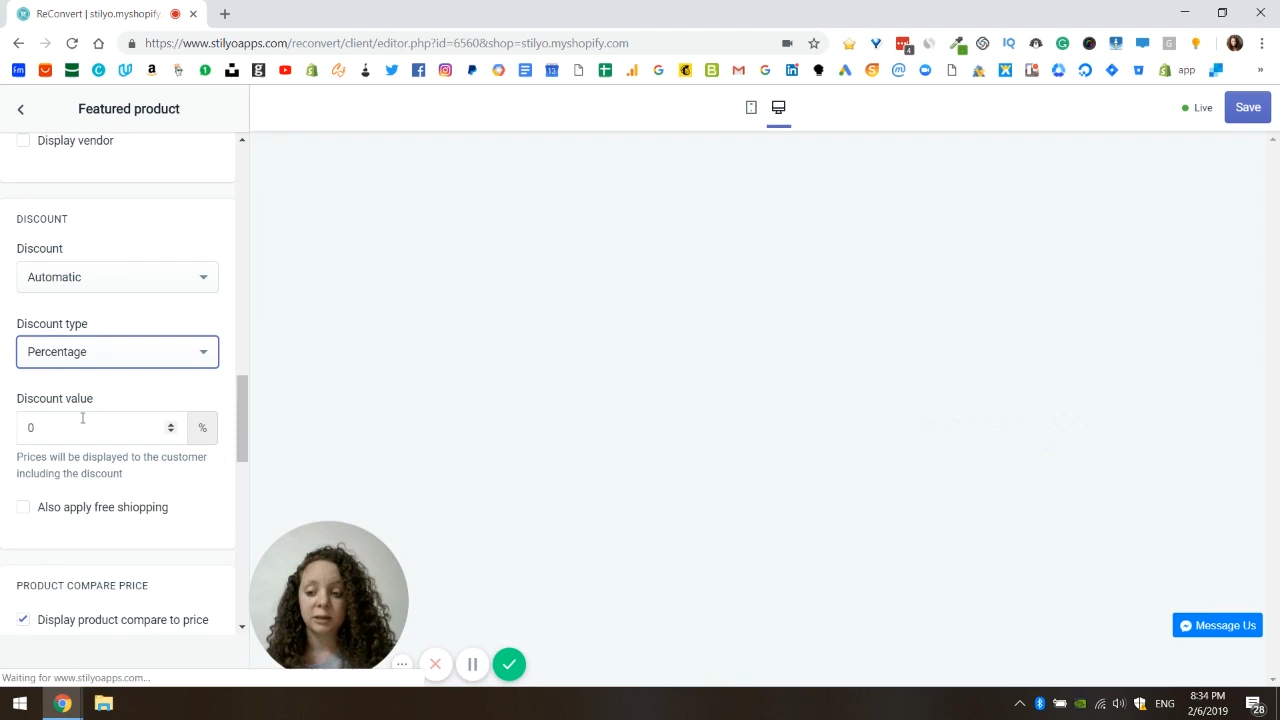 ReConvert | stilyo.myshopify.
https://www.stilyoapps.com/reconvert/client/editor.php?id=6560&shop=stilyo.myshopify.com
app
Featured product
Live
Save
Display vendor
DISCOUNT
Discount
Automatic
Discount type
Percentage
Discount value
0
%
Prices will be displayed to the customer
including the discount
Also apply free shiopping
PRODUCT COMPARE PRICE
Display product compare to price
Message Us
Waiting for www.stilyoapps.com...
ENG
8:34 PM
2/6/2019
28